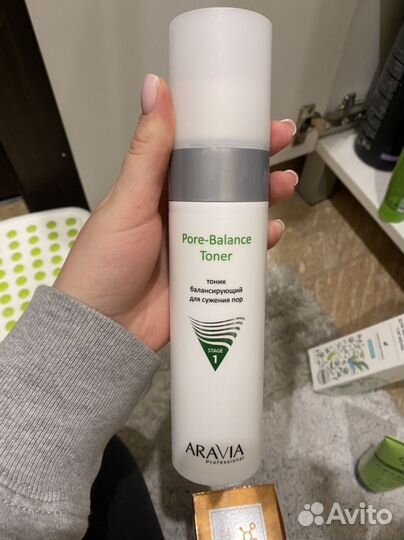 Pore-Balance
Toner
тоник
балансирующий
для сужения пор
STAGE
1
ARAVIA
Professional
Avito